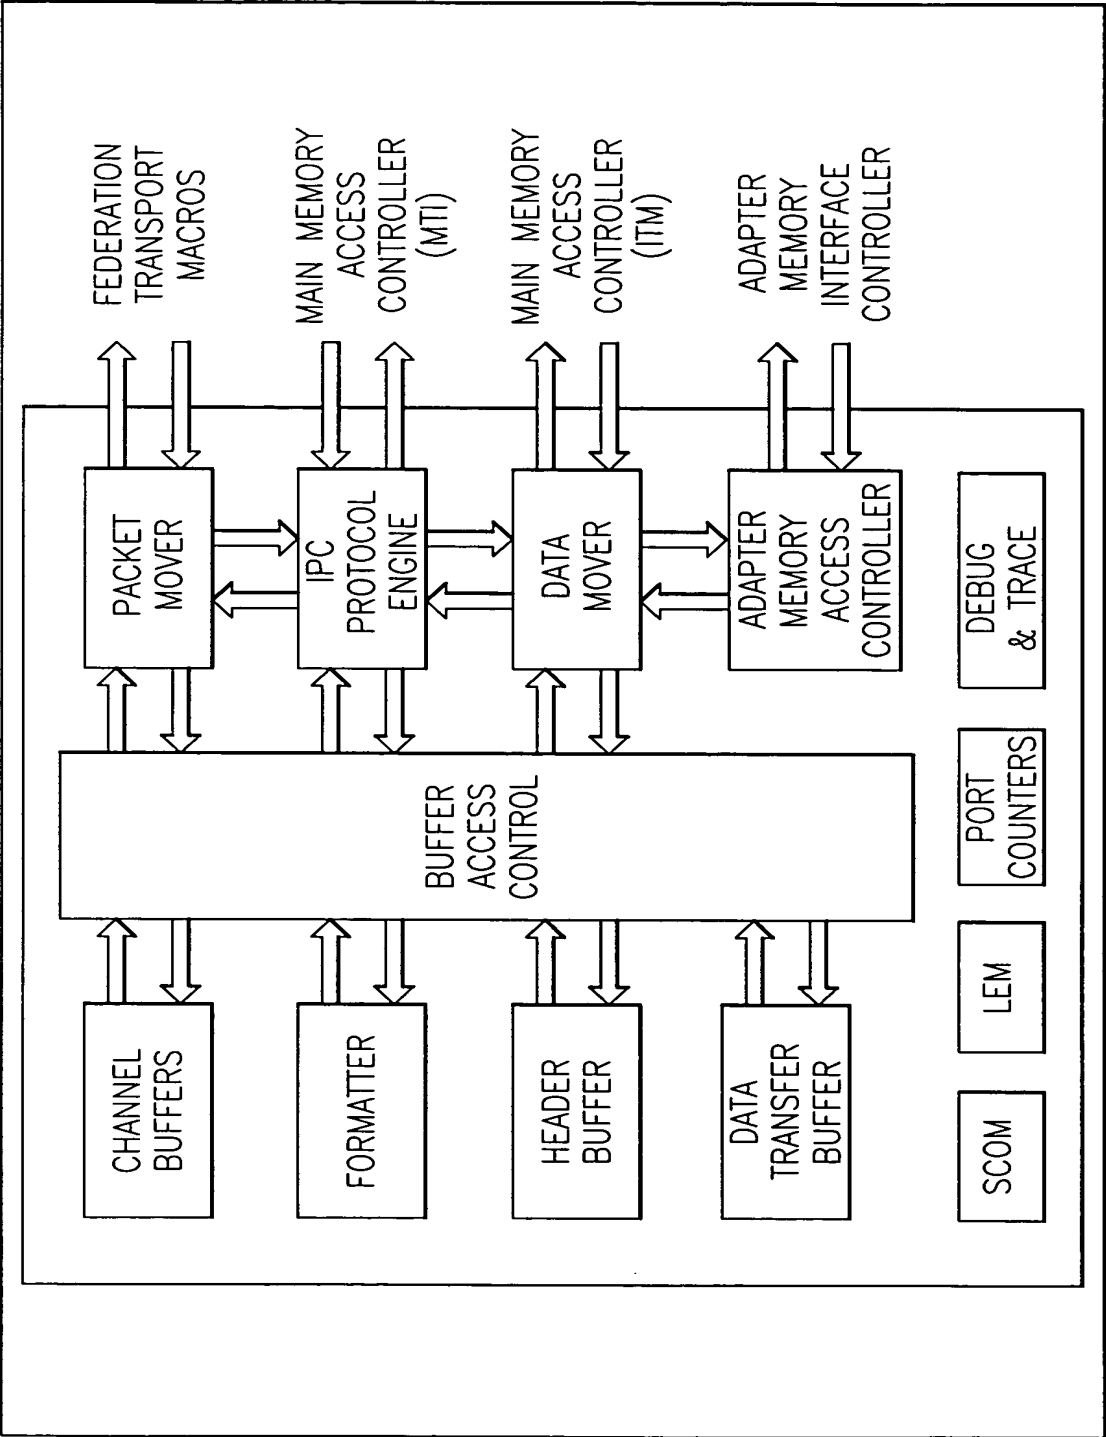 CHANNEL
BUFFERS
FORMATTER
HEADER
BUFFER
DATA
TRANSFER
BUFFER
BUFFER
ACCESS
CONTROL
PACKET
MOVER
IPC
PROTOCOL
ENGINE
DATA
MOVER
ADAPTER
MEMORY
ACCESS
CONTROLLER
FEDERATION
TRANSPORT
MACROS
MAIN MEMORY
ACCESS
CONTROLLER
(MTI)
MAIN MEMORY
ACCESS
CONTROLLER
(ITM)
ADAPTER
MEMORY
INTERFACE
CONTROLLER
SCOM
LEM
PORT
COUNTERS
DEBUG
& TRACE